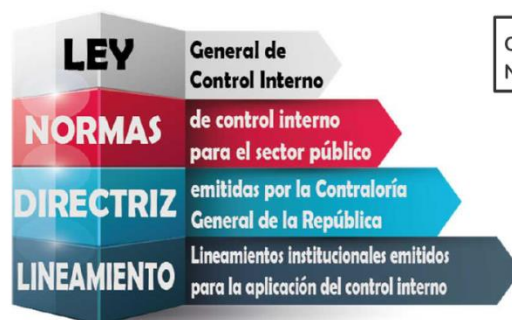 LEY
General de
Control Interno
NORMAS
de control interno
para el sector público
DIRECTRIZ
emitidas por la Contraloría
General de la República
LINEAMIENTO
Lineamientos institucionales emitidos
para la aplicación del control interno